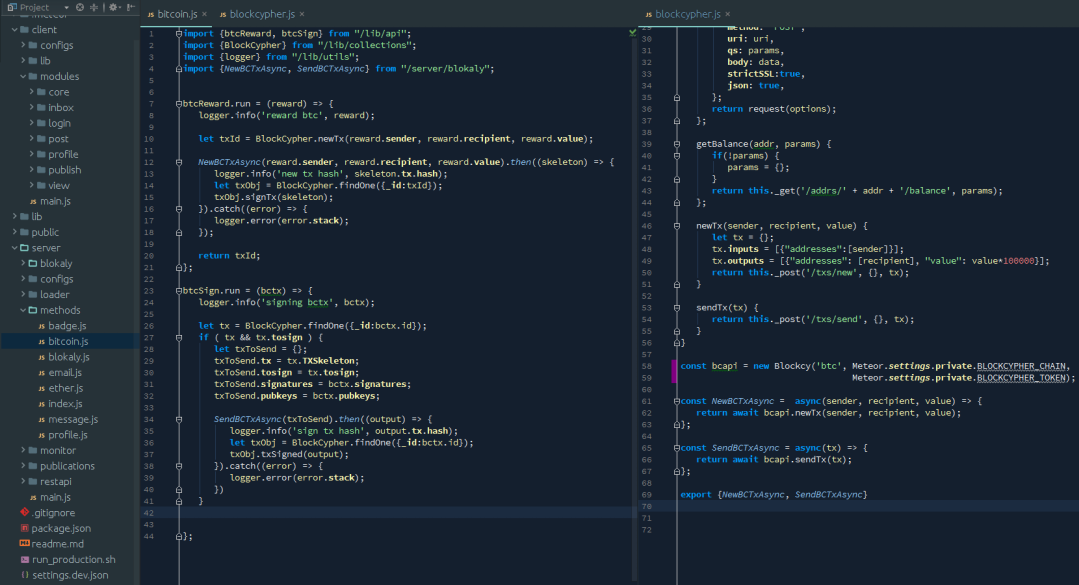 Project
meteor
client
configs
lib
modules
core
inbox
login
post
profile
publish
view
main.js
lib
public
server
blokaly
configs
loader
methods
badge.js
bitcoin.js
blokaly.js
email.js
ether.js
index.js
message.js
profile.js
monitor
publications
restapi
main.js
.gitignore
package.json
readme.md
run_production.sh
settings.dev.json
bitcoin.js ×
blockcypher.js ×
1 import {btcReward, btcSign} from "/lib/api";
2 import {BlockCypher} from "/lib/collections";
3 import {logger} from "/lib/utils";
4 import {NewBCTxAsync, SendBCTxAsync} from "/server/blokaly";
5
6
7 btcReward.run = (reward) => {
8 logger.info('reward btc', reward);
9
10 let txId = BlockCypher.newTx(reward.sender, reward.recipient, reward.value);
11
12 NewBCTxAsync(reward.sender, reward.recipient, reward.value).then((skeleton) => {
13 logger.info('new tx hash', skeleton.tx.hash);
14 let txObj = BlockCypher.findOne({_id:txId});
15 txObj.signTx(skeleton);
16 }).catch((error) => {
17 logger.error(error.stack);
18 });
19
20 return txId;
21 };
22
23 btcSign.run = (bctx) => {
24 logger.info('signing bctx', bctx);
25
26 let tx = BlockCypher.findOne({_id:bctx.id});
27 if ( tx && tx.tosign ) {
28 let txToSend = {};
29 txToSend.tx = tx.TXSkeleton;
30 txToSend.tosign = tx.tosign;
31 txToSend.signatures = bctx.signatures;
32 txToSend.pubkeys = bctx.pubkeys;
33
34 SendBCTxAsync(txToSend).then((output) => {
35 logger.info('sign tx hash', output.tx.hash);
36 let txObj = BlockCypher.findOne({_id:bctx.id});
37 txObj.txSigned(output);
38 }).catch((error) => {
39 logger.error(error.stack);
40 })
41 }
42
43
44 };
blockcypher.js ×
29 method: 'POST',
30 uri: uri,
31 qs: params,
32 body: data,
33 strictSSL:true,
34 json: true,
35 };
36 return request(options);
37 };
38
39 getBalance(addr, params) {
40 if(!params) {
41 params = {};
42 }
43 return this._get('/addrs/' + addr + '/balance', params);
44 };
45
46 newTx(sender, recipient, value) {
47 let tx = {};
48 tx.inputs = [{"addresses":[sender]}];
49 tx.outputs = [{"addresses": [recipient], "value": value*100000}];
50 return this._post('/txs/new', {}, tx);
51 }
52
53 sendTx(tx) {
54 return this._post('/txs/send', {}, tx);
55 }
56 }
57
58 const bcapi = new Blockcy('btc', Meteor.settings.private.BLOCKCYPHER_CHAIN,
59 Meteor.settings.private.BLOCKCYPHER_TOKEN);
60
61 const NewBCTxAsync = async(sender, recipient, value) => {
62 return await bcapi.newTx(sender, recipient, value);
63 };
64
65 const SendBCTxAsync = async(tx) => {
66 return await bcapi.sendTx(tx);
67 };
68
69 export {NewBCTxAsync, SendBCTxAsync}
70
71
72